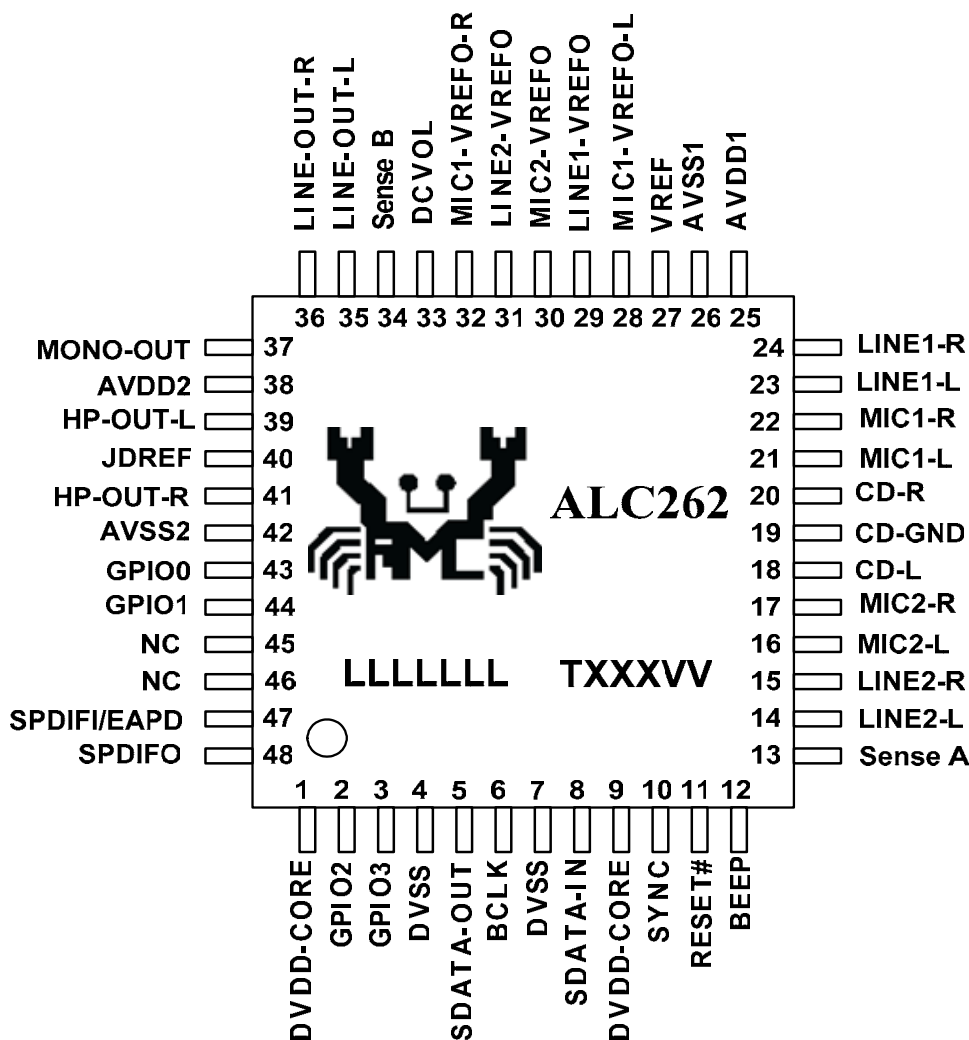 LINE-OUT-R
LINE-OUT-L
Sense B
DCVOL
MIC1-VREFO-R
LINE2-VREFO
MIC2-VREFO
LINE1-VREFO
MIC1-VREFO-L
VREF
AVSS1
AVDD1
36 35 34 33 32 31 30 29 28 27 26 25
MONO-OUT 37
AVDD2 38
HP-OUT-L 39
JDREF 40
HP-OUT-R 41
AVSS2 42
GPIO0 43
GPIO1 44
NC 45
NC 46
SPDIFI/EAPD 47
SPDIFO 48
ALC262
LLLLLLL TXXXVV
24 LINE1-R
23 LINE1-L
22 MIC1-R
21 MIC1-L
20 CD-R
19 CD-GND
18 CD-L
17 MIC2-R
16 MIC2-L
15 LINE2-R
14 LINE2-L
13 Sense A
1 2 3 4 5 6 7 8 9 10 11 12
DVDD-CORE
GPIO2
GPIO3
DVSS
SDATA-OUT
BCLK
DVSS
SDATA-IN
DVDD-CORE
SYNC
RESET#
BEEP